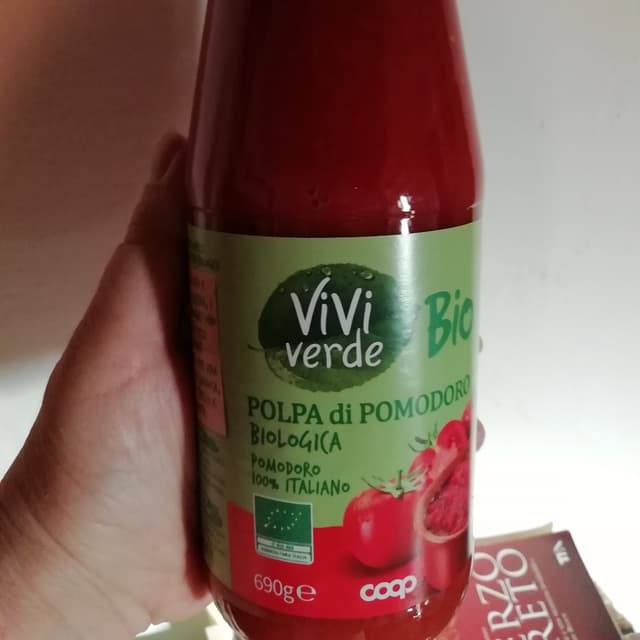 ViVi
verde
Bio
POLPA di POMODORO
BIOLOGICA
POMODORO
100% ITALIANO
690g e
coop